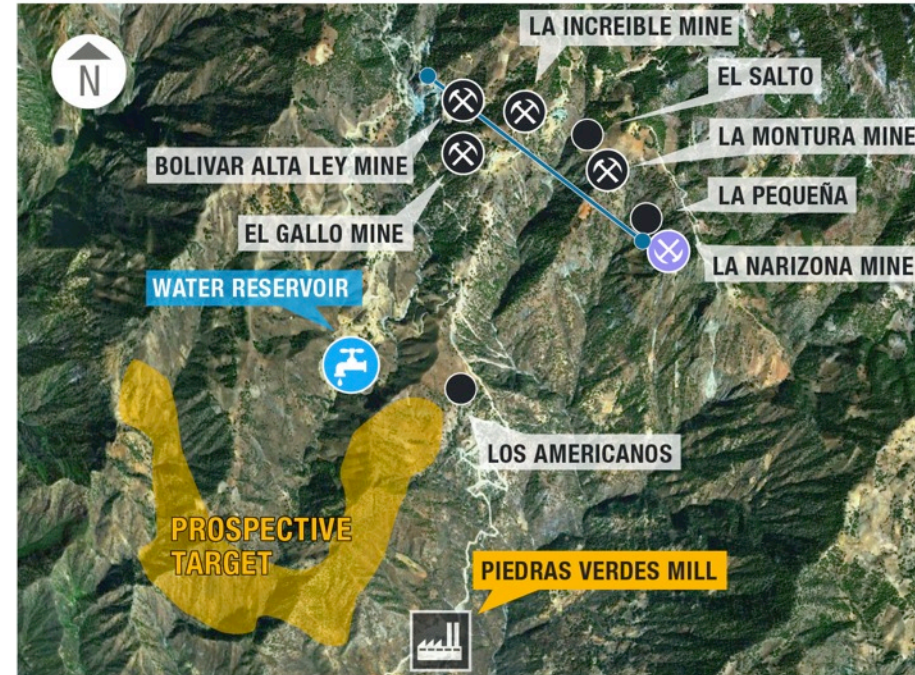 N
LA INCREIBLE MINE
EL SALTO
LA MONTURA MINE
BOLIVAR ALTA LEY MINE
LA PEQUEÑA
EL GALLO MINE
LA NARIZONA MINE
WATER RESERVOIR
LOS AMERICANOS
PROSPECTIVE
TARGET
PIEDRAS VERDES MILL